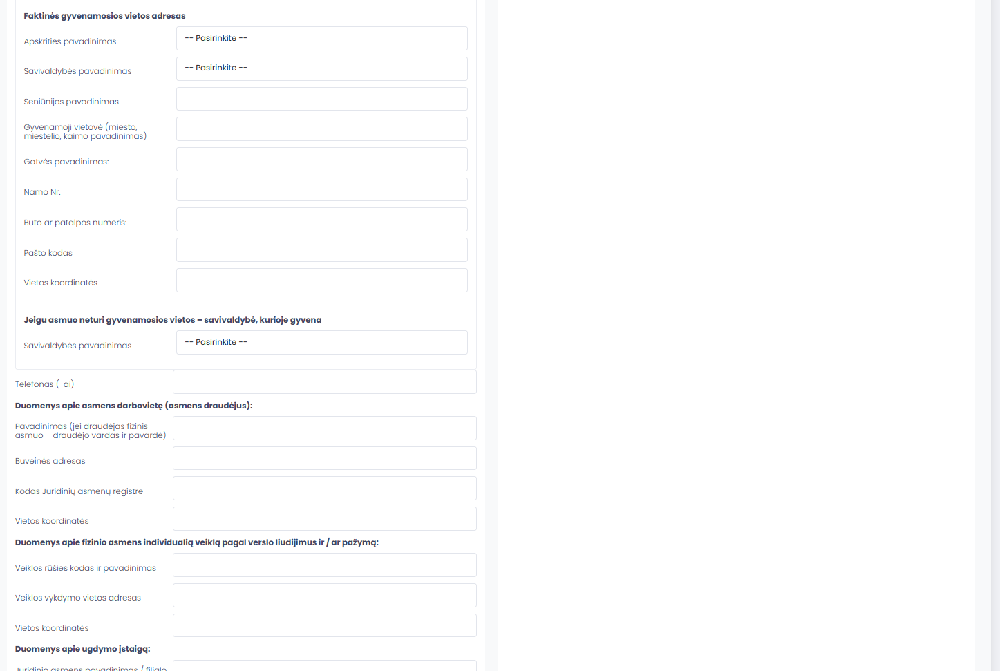 Faktinės gyvenamosios vietos adresas
Apskrities pavadinimas
-- Pasirinkite --
Savivaldybės pavadinimas
-- Pasirinkite --
Seniūnijos pavadinimas
Gyvenamoji vietovė (miesto,
miestelio, kaimo pavadinimas)
Gatvės pavadinimas:
Namo Nr.
Buto ar patalpos numeris:
Pašto kodas
Vietos koordinatės
Jeigu asmuo neturi gyvenamosios vietos – savivaldybė, kurioje gyvena
Savivaldybės pavadinimas
-- Pasirinkite --
Telefonas (-ai)
Duomenys apie asmens darbovietę (asmens draudėjus):
Pavadinimas (jei draudėjas fizinis
asmuo – draudėjo vardas ir pavardė)
Buveinės adresas
Kodas Juridinių asmenų registre
Vietos koordinatės
Duomenys apie fizinio asmens individualią veiklą pagal verslo liudijimus ir / ar pažymą:
Veiklos rūšies kodas ir pavadinimas
Veiklos vykdymo vietos adresas
Vietos koordinatės
Duomenys apie ugdymo įstaigą:
Juridinio asmens pavadinimas / filialo